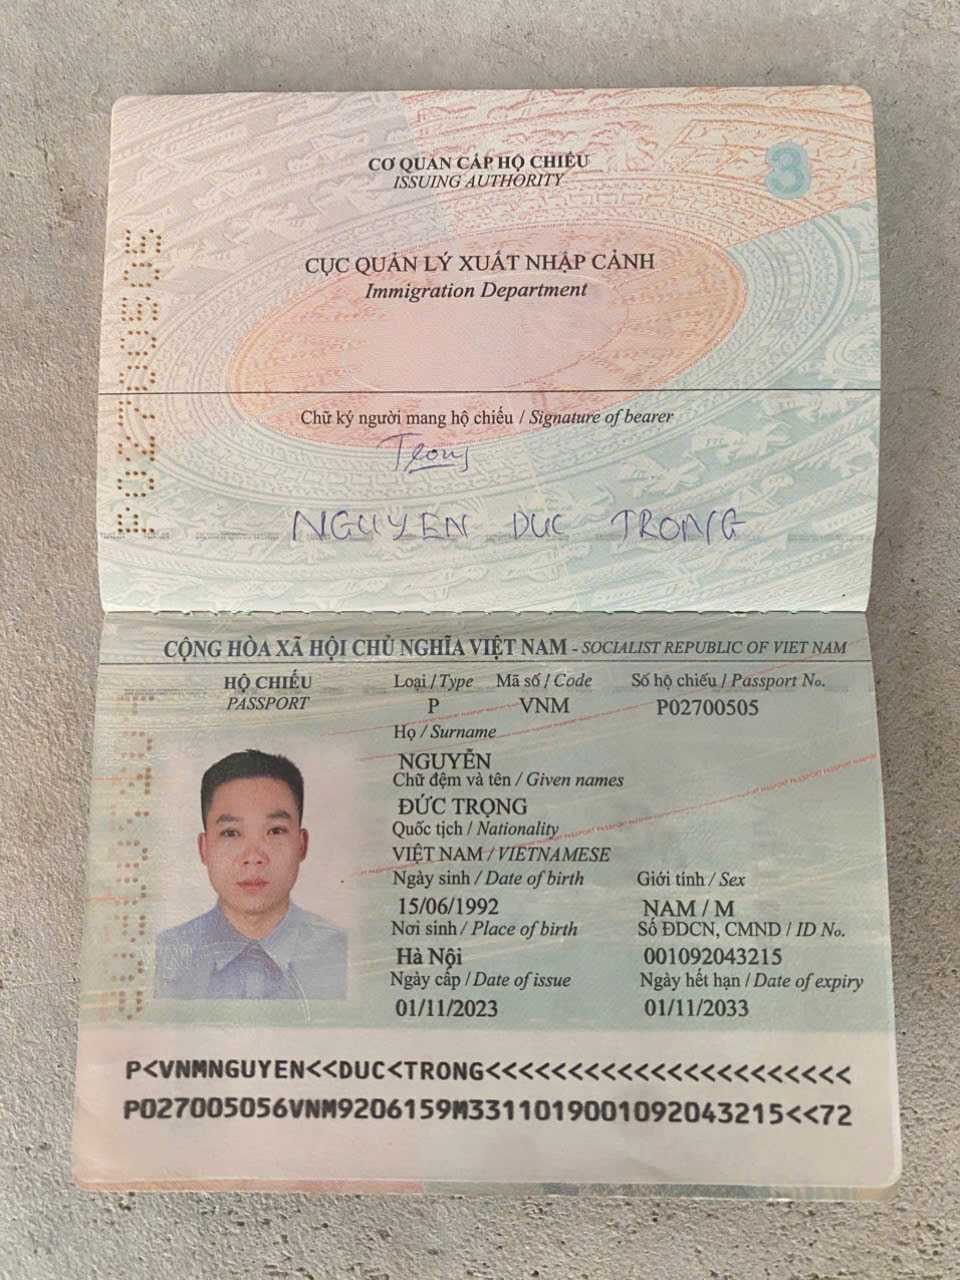 CƠ QUAN CẤP HỘ CHIẾU
ISSUING AUTHORITY
3
CỤC QUẢN LÝ XUẤT NHẬP CẢNH
Immigration Department
P02700505
Chữ ký người mang hộ chiếu / Signature of bearer
Trong
NGUYEN DUC TRONG
CỘNG HÒA XÃ HỘI CHỦ NGHĨA VIỆT NAM - SOCIALIST REPUBLIC OF VIET NAM
HỘ CHIẾU
PASSPORT
Loại / Type Mã số / Code Số hộ chiếu / Passport No.
P VNM P02700505
Họ / Surname
NGUYỄN
Chữ đệm và tên / Given names
ĐỨC TRỌNG
Quốc tịch / Nationality
VIỆT NAM / VIETNAMESE
Ngày sinh / Date of birth Giới tính / Sex
15/06/1992 NAM / M
Nơi sinh / Place of birth Số ĐDCN, CMND / ID No.
Hà Nội 001092043215
Ngày cấp / Date of issue Ngày hết hạn / Date of expiry
01/11/2023 01/11/2033
P<VNMNGUYEN<<DUC<TRONG<<<<<<<<<<<<<<<<<<<<<<
P027005056VNM9206159M3311019001092043215<<72